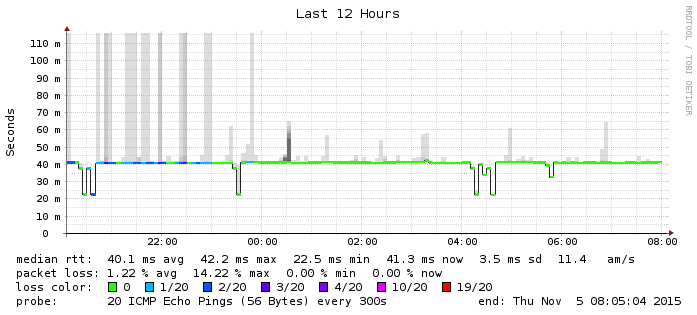 Last 12 Hours
RRDTOOL / TOBI OETIKER
Seconds
110 m
100 m
90 m
80 m
70 m
60 m
50 m
40 m
30 m
20 m
10 m
0
22:00 00:00 02:00 04:00 06:00 08:00
median rtt: 40.1 ms avg 42.2 ms max 22.5 ms min 41.3 ms now 3.5 ms sd 11.4 am/s
packet loss: 1.22 % avg 14.22 % max 0.00 % min 0.00 % now
loss color: 0 1/20 2/20 3/20 4/20 10/20 19/20
probe: 20 ICMP Echo Pings (56 Bytes) every 300s end: Thu Nov 5 08:05:04 2015